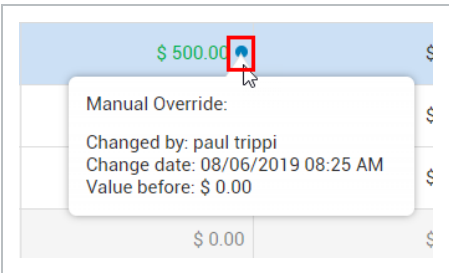 $ 500.00
$
Manual Override:
$
Changed by: paul trippi
Change date: 08/06/2019 08:25 AM
Value before: $ 0.00
$
$ 0.00
$